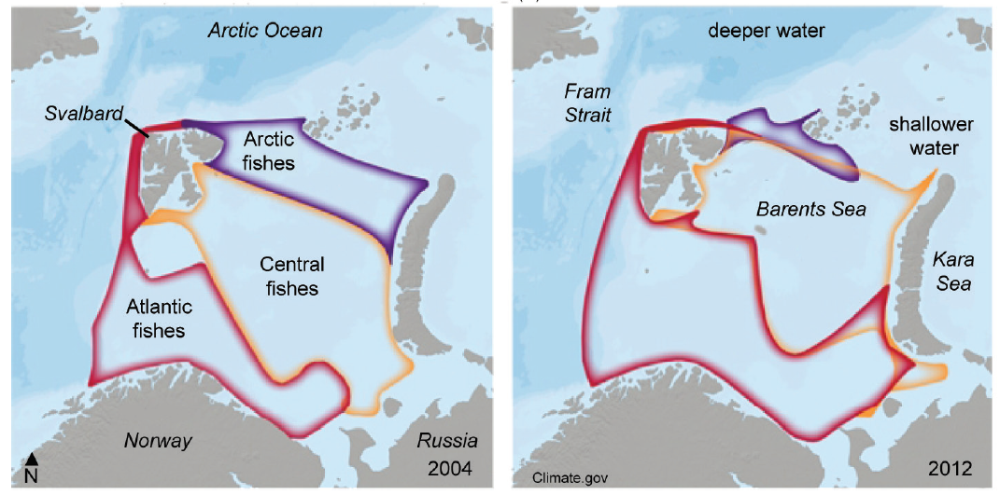 Arctic Ocean
Svalbard
Arctic
fishes
Central
fishes
Atlantic
fishes
Norway
Russia
2004
N
deeper water
Fram
Strait
shallower
water
Barents Sea
Kara
Sea
Climate.gov
2012